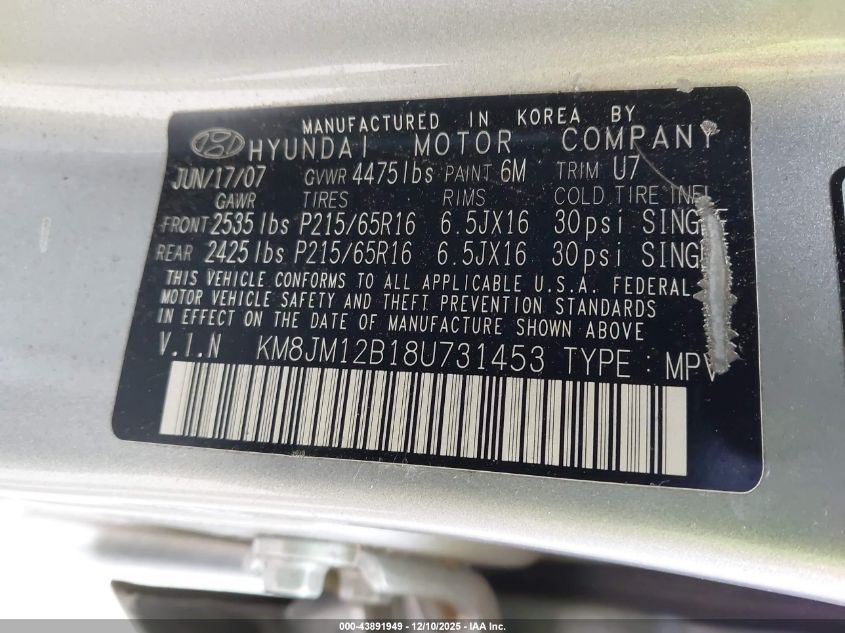 MANUFACTURED IN KOREA BY
HYUNDAI MOTOR COMPANY
JUN/17/07 GVWR 4475lbs PAINT 6M TRIM U7
GAWR TIRES RIMS COLD TIRE INFL
FRONT 2535lbs P215/65R16 6.5JX16 30psi
REAR 2425lbs P215/65R16 6.5JX16 30psi
THIS VEHICLE CONFORMS TO ALL APPLICABLE U.S.A. FEDERAL
MOTOR VEHICLE SAFETY AND THEFT PREVENTION STANDARDS
IN EFFECT ON THE DATE OF MANUFACTURE SHOWN ABOVE
V.I.N KM8JM12B18U731453 TYPE : MPV
000-43891949 - 12/10/2025 - COPYRIGHT IAA, LLC